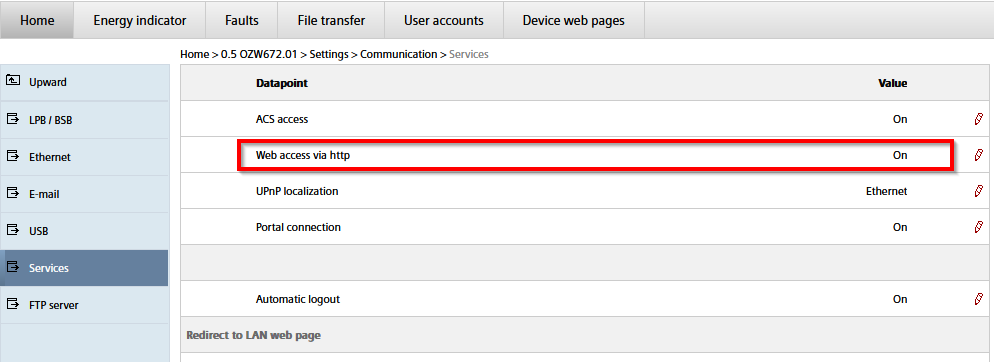 Home Energy indicator Faults File transfer User accounts Device web pages
Home > 0.5 OZW672.01 > Settings > Communication > Services
Upward
LPB / BSB
Ethernet
E-mail
USB
Services
FTP server
Datapoint Value
ACS access On
Web access via http On
UPnP localization Ethernet
Portal connection On
Automatic logout On
Redirect to LAN web page